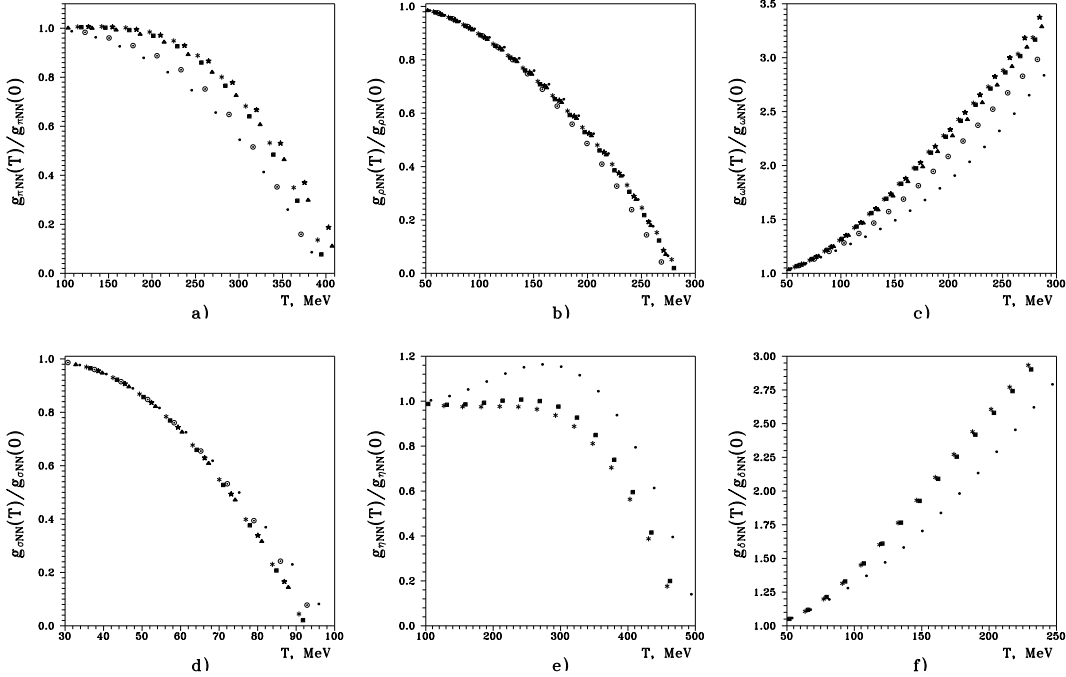 g_πNN(T)/g_πNN(0)
1.0
0.8
0.6
0.4
0.2
0.0
100 150 200 250 300 350 400
T, MeV
a)
g_ρNN(T)/g_ρNN(0)
1.0
0.8
0.6
0.4
0.2
0.0
50 100 150 200 250 300
T, MeV
b)
g_ωNN(T)/g_ωNN(0)
3.5
3.0
2.5
2.0
1.5
1.0
50 100 150 200 250 300
T, MeV
c)
g_σNN(T)/g_σNN(0)
1.0
0.8
0.6
0.4
0.2
0.0
30 40 50 60 70 80 90 100
T, MeV
d)
g_ηNN(T)/g_ηNN(0)
1.2
1.0
0.8
0.6
0.4
0.2
0.0
100 200 300 400 500
T, MeV
e)
g_δNN(T)/g_δNN(0)
3.00
2.75
2.50
2.25
2.00
1.75
1.50
1.25
1.00
50 100 150 200 250
T, MeV
f)